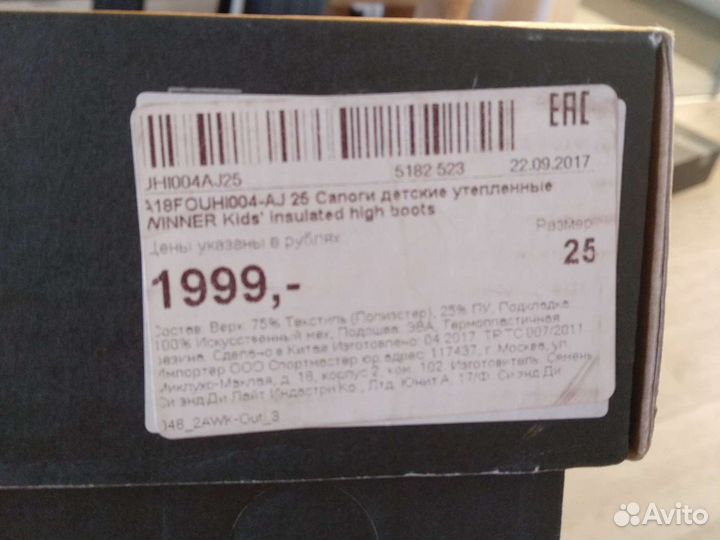 EAC
JHI004AJ25 5182 523 22.09.2017
A18FOUHI004-AJ 25 Сапоги детские утепленные
WINNER Kids' insulated high boots
Цены указаны в рублях Размер
1999,- 25
Состав: Верх: 75% Текстиль (Полиэстер), 25% ПУ, Подкладка:
100% Искусственный мех, Подошва: ЭВА, Термопластичная
резина. Сделано в Китае Изготовлено: 04.2017. ТР ТС 007/2011
Импортер ООО Спортмастер юр.адрес: 117437, г. Москва, ул.
Миклухо-Маклая, д. 18, корпус 2, ком. 102. Изготовитель: Семень
Си энд Ди Лайт Индастри Ко., Лтд. Юнит А, 17/Ф, Си энд Ди
046_2AWK-Out_3
Avito